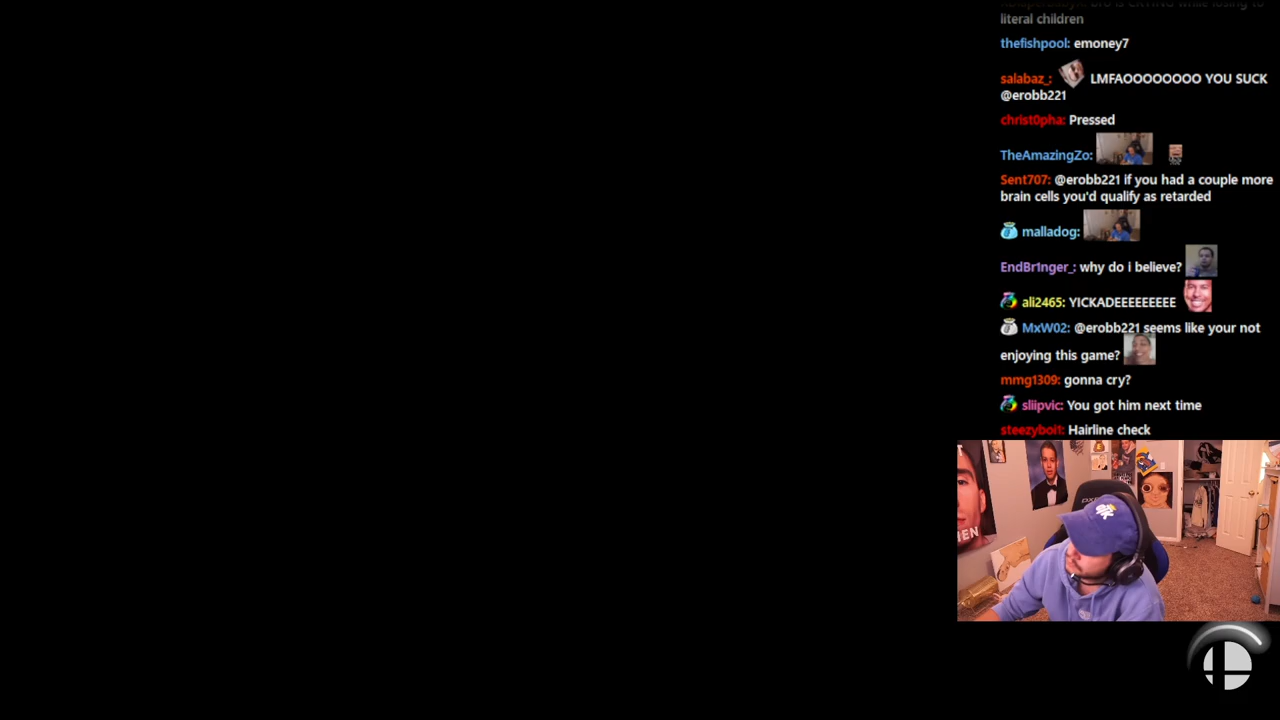 literal children
thefishpool: emoney7
salabaz_: LMFAOOOOOOOO YOU SUCK
@erobb221
christ0pha: Pressed
TheAmazingZo:
Sent707: @erobb221 if you had a couple more
brain cells you'd qualify as retarded
malladog:
EndBr1nger_: why do i believe?
ali2465: YICKADEEEEEEEEE
MxW02: @erobb221 seems like your not
enjoying this game?
mmg1309: gonna cry?
sliipvic: You got him next time
steezyboi1: Hairline check